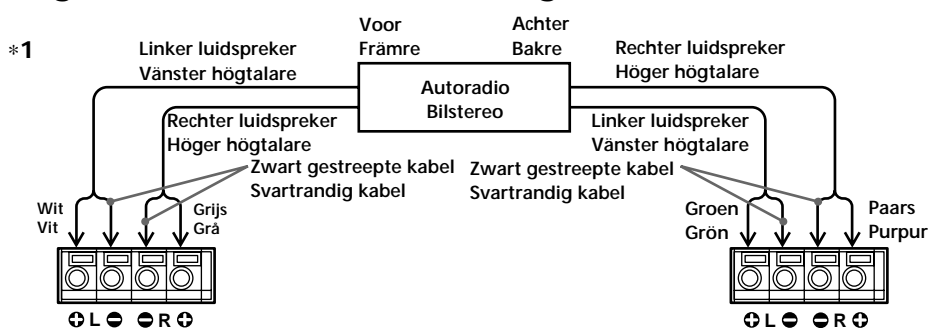 *1
Voor
Främre
Achter
Bakre
Linker luidspreker
Vänster högtalare
Rechter luidspreker
Höger högtalare
Autoradio
Bilstereo
Rechter luidspreker
Höger högtalare
Linker luidspreker
Vänster högtalare
Zwart gestreepte kabel
Svartrandig kabel
Zwart gestreepte kabel
Svartrandig kabel
Wit
Vit
Grijs
Grå
Groen
Grön
Paars
Purpur
+ L − − R +
+ L − − R +